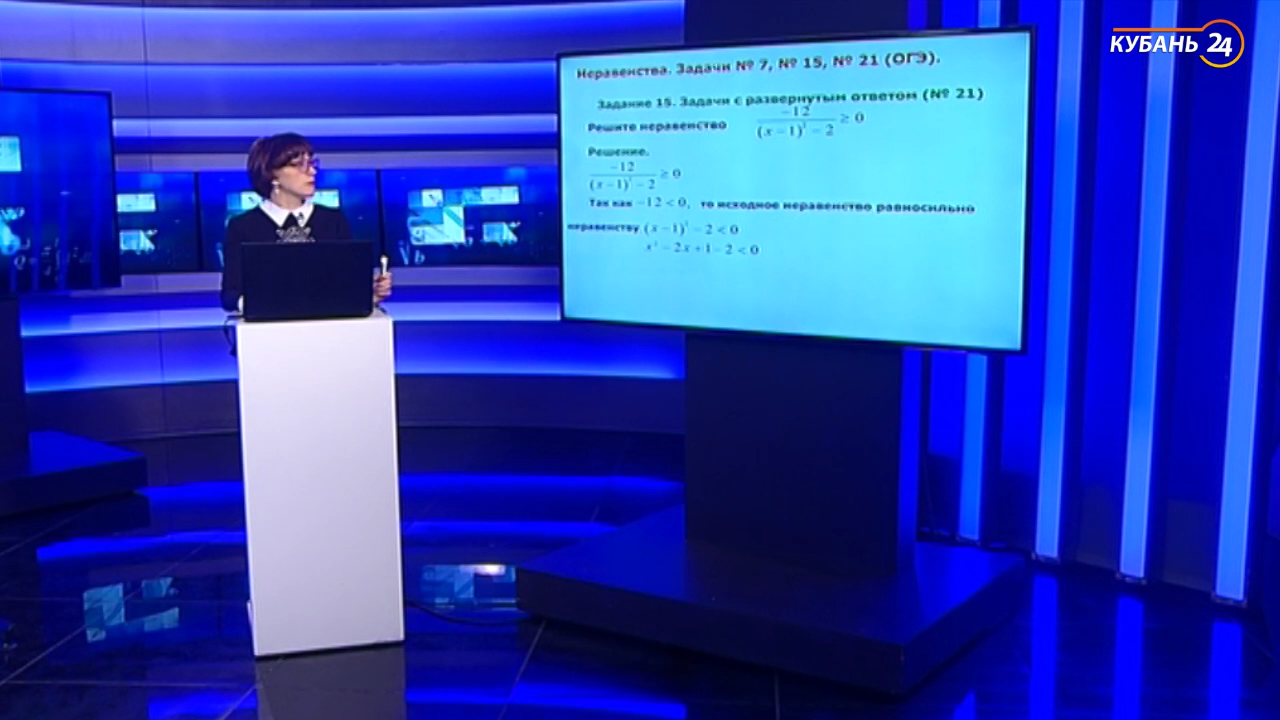 КУБАНЬ 24
Неравенства. Задачи № 7, № 15, № 21 (ОГЭ).
Задание 15. Задачи с развернутым ответом (№ 21)
Решите неравенство −12/((x−1)² − 2) ≥ 0
Решение.
−12/((x−1)² − 2) ≥ 0
Так как −12 < 0, то исходное неравенство равносильно
неравенству (x−1)² − 2 < 0
x² − 2x + 1 − 2 < 0